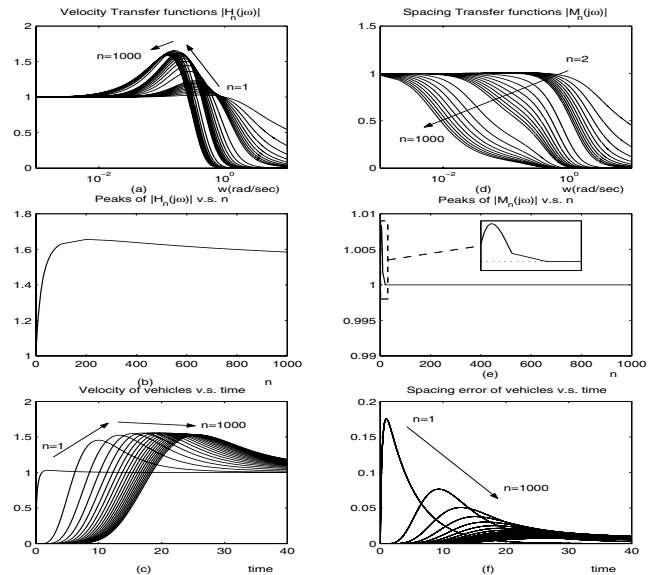 Velocity Transfer functions |H_n(jω)|
2
1.5
1
0.5
0
n=1000
n=1
10^−2
10^0
(a)
w(rad/sec)
Spacing Transfer functions |M_n(jω)|
1.5
1
0.5
0
n=2
n=1000
10^−2
10^0
(d)
w(rad/sec)
Peaks of |H_n(jω)| v.s. n
1.8
1.6
1.4
1.2
1
0
200
400
600
800
1000
(b)
n
Peaks of |M_n(jω)| v.s. n
1.01
1.005
1
0.995
0.99
0
200
400
600
800
1000
(e)
n
Velocity of vehicles v.s. time
2
1.5
1
0.5
0
n=1
n=1000
0
10
20
30
40
(c)
time
Spacing error of vehicles v.s. time
0.2
0.15
0.1
0.05
0
n=1
n=1000
0
10
20
30
40
(f)
time